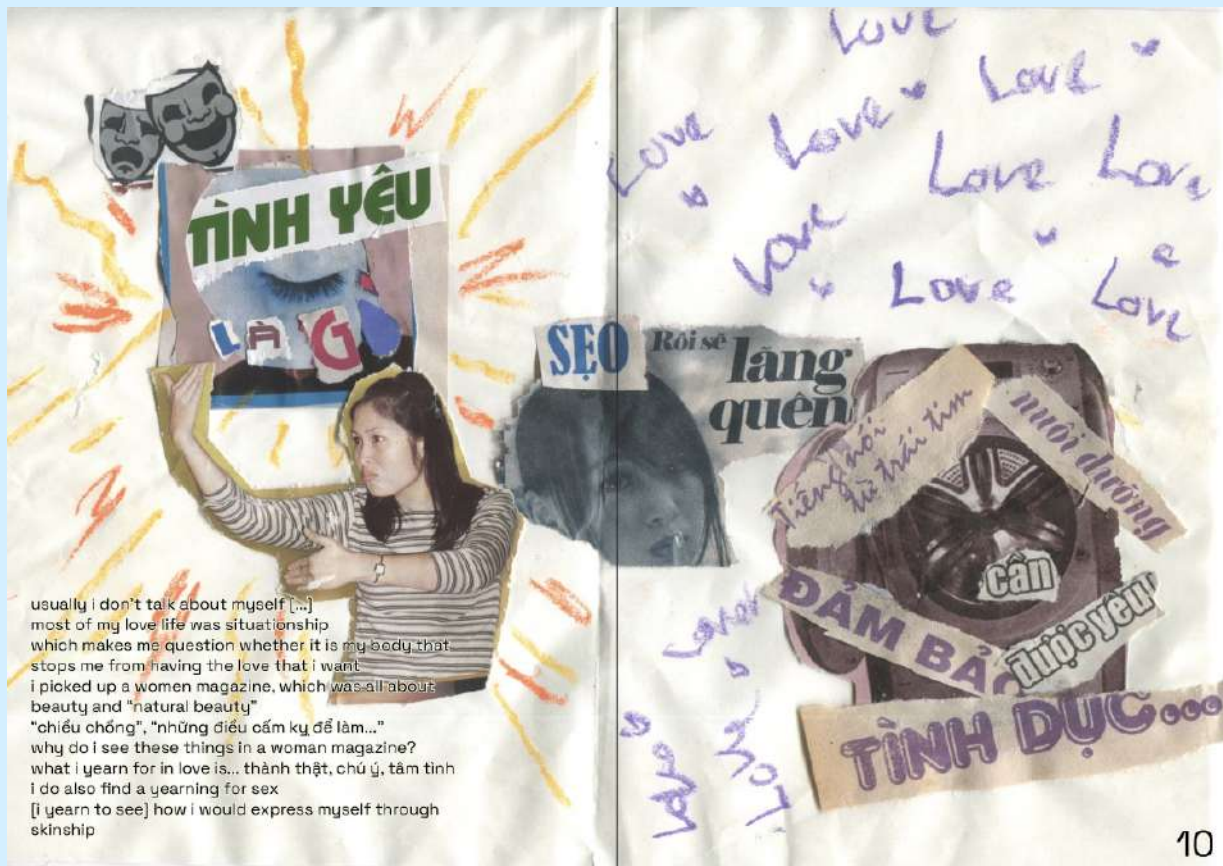 TÌNH YÊU
LÀ G
usually i don't talk about myself [...]
most of my love life was situationship
which makes me question whether it is my body that
stops me from having the love that i want
i picked up a women magazine, which was all about
beauty and "natural beauty"
"chiều chồng", "những điều cấm kỵ để làm..."
why do i see these things in a woman magazine?
what i yearn for in love is... thành thật, chú ý, tâm tình
i do also find a yearning for sex
[i yearn to see] how i would express myself through
skinship
SẸO
Rồi sẽ
lãng
quên
Love
Love
Love
Love
Love
Love
Love
Love
Love
e
Tiếng nói
từ trái tim
nuôi dưỡng
cần
được yêu
ĐẢM BẢO
TÌNH DỤC...
Love
Love
Love
10